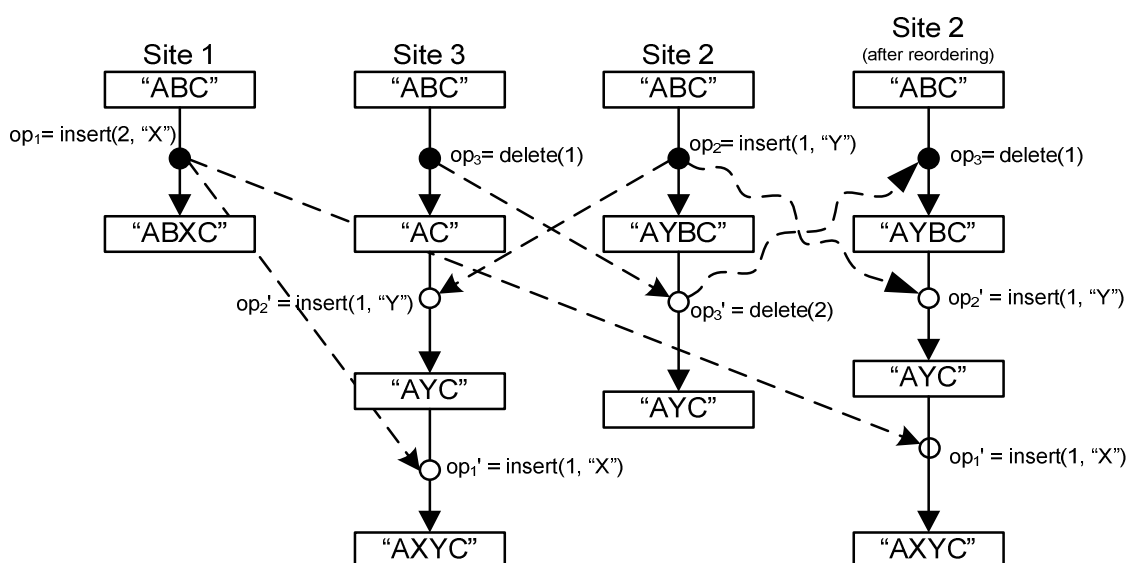 Site 1
Site 3
Site 2
Site 2
(after reordering)
“ABC”
“ABC”
“ABC”
“ABC”
op₁= insert(2, “X”)
op₃= delete(1)
op₂= insert(1, “Y”)
op₃= delete(1)
“ABXC”
“AC”
“AYBC”
“AYBC”
op₂' = insert(1, “Y”)
op₃' = delete(2)
op₂' = insert(1, “Y”)
“AYC”
“AYC”
“AYC”
op₁' = insert(1, “X”)
op₁' = insert(1, “X”)
“AXYC”
“AXYC”